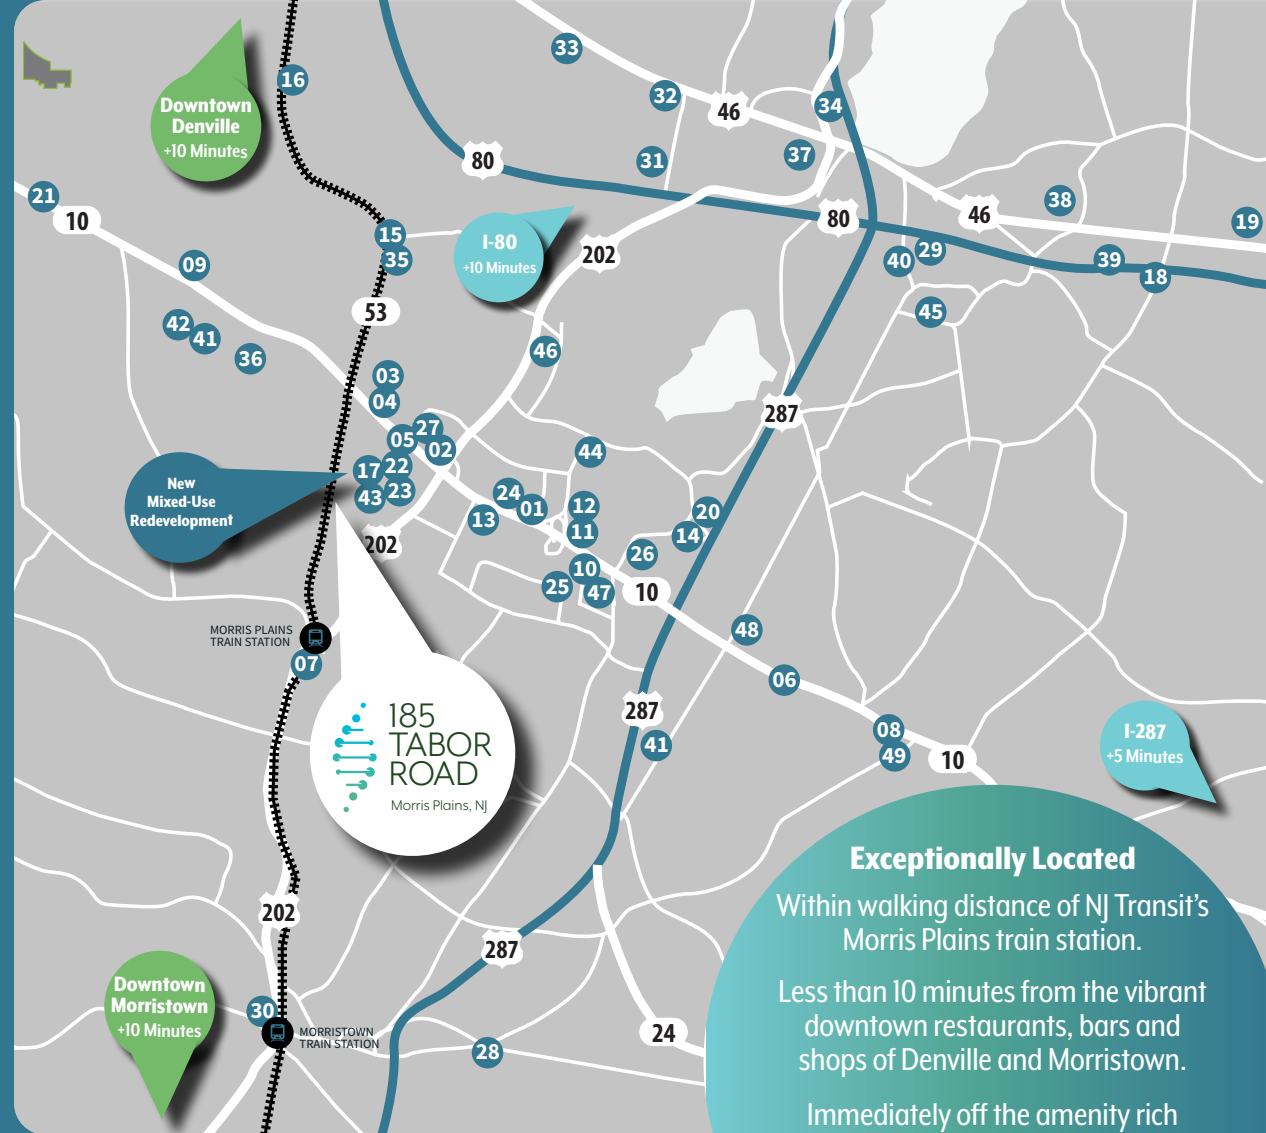 33
16
32
46
34
Downtown
Denville
+10 Minutes
80
31
37
21
10
38
19
46
15
80
I-80
+10 Minutes
202
09
35
40
29
39
18
53
45
42
41
36
46
03
04
287
27
05
02
44
17
22
43
23
24
01
12
20
New
Mixed-Use
Redevelopment
13
11
14
202
26
10
25
47
10
48
MORRIS PLAINS
TRAIN STATION
07
06
287
185
TABOR
ROAD
Morris Plains, NJ
41
08
49
10
I-287
+5 Minutes
Exceptionally Located
Within walking distance of NJ Transit's
Morris Plains train station.
Less than 10 minutes from the vibrant
downtown restaurants, bars and
shops of Denville and Morristown.
Immediately off the amenity rich
202
287
Downtown
Morristown
+10 Minutes
30
MORRISTOWN
TRAIN STATION
28
24